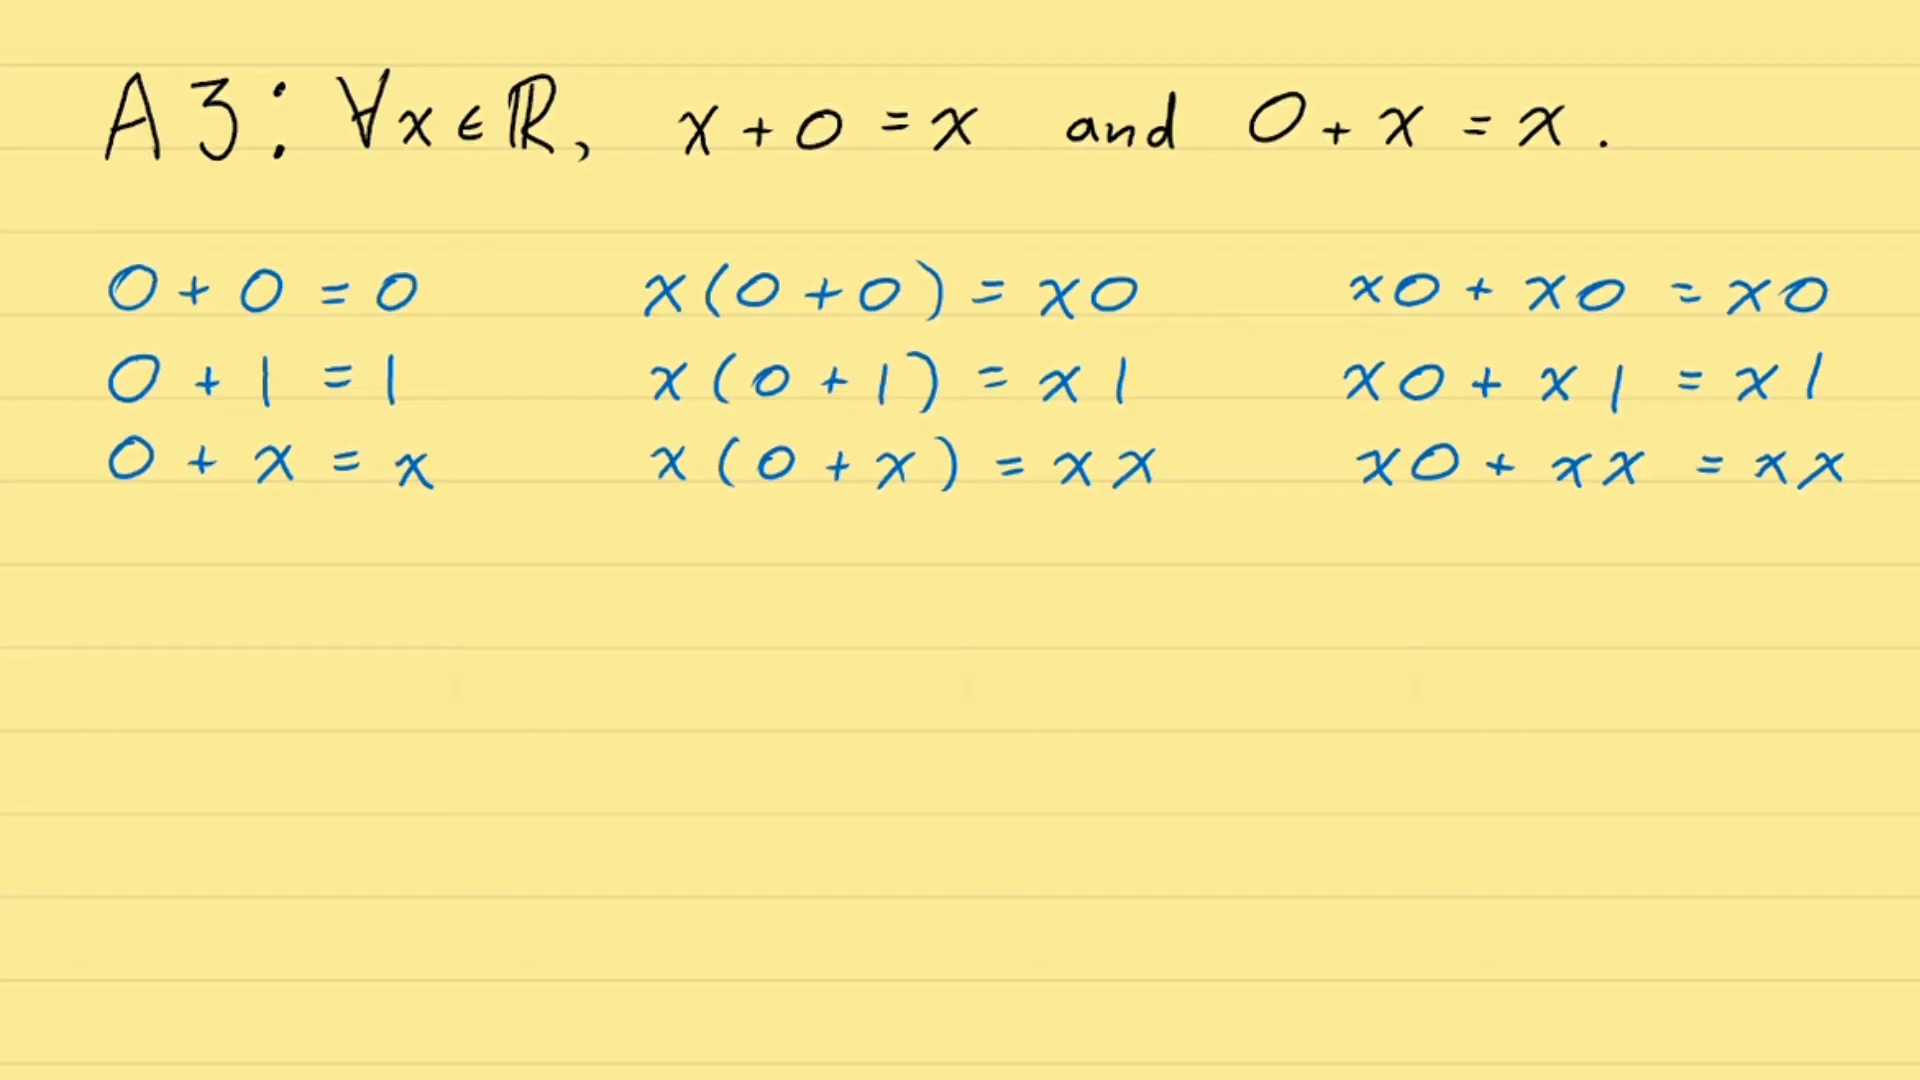 A3: ∀x∈ℝ, x+0=x and 0+x=x.
0+0=0 x(0+0)=x0 x0+x0=x0
0+1=1 x(0+1)=x1 x0+x1=x1
0+x=x x(0+x)=xx x0+xx=xx